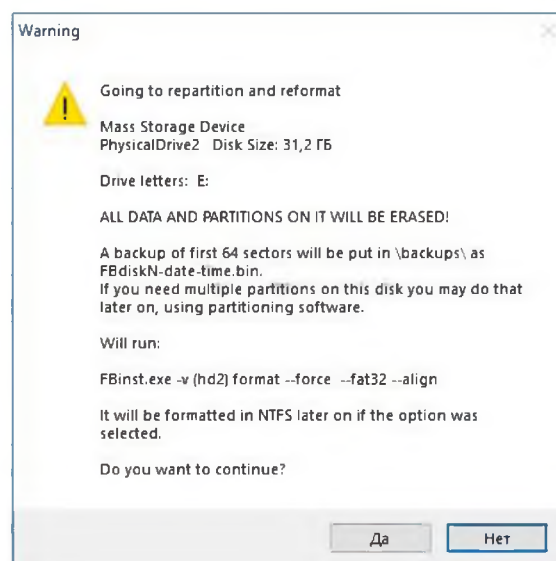 Warning
Going to repartition and reformat
Mass Storage Device
PhysicalDrive2 Disk Size: 31,2 ГБ
Drive letters: E:
ALL DATA AND PARTITIONS ON IT WILL BE ERASED!
A backup of first 64 sectors will be put in \backups\ as
FBdiskN-date-time.bin.
If you need multiple partitions on this disk you may do that
later on, using partitioning software.
Will run:
FBinst.exe -v (hd2) format --force --fat32 --align
It will be formatted in NTFS later on if the option was
selected.
Do you want to continue?
Да Нет